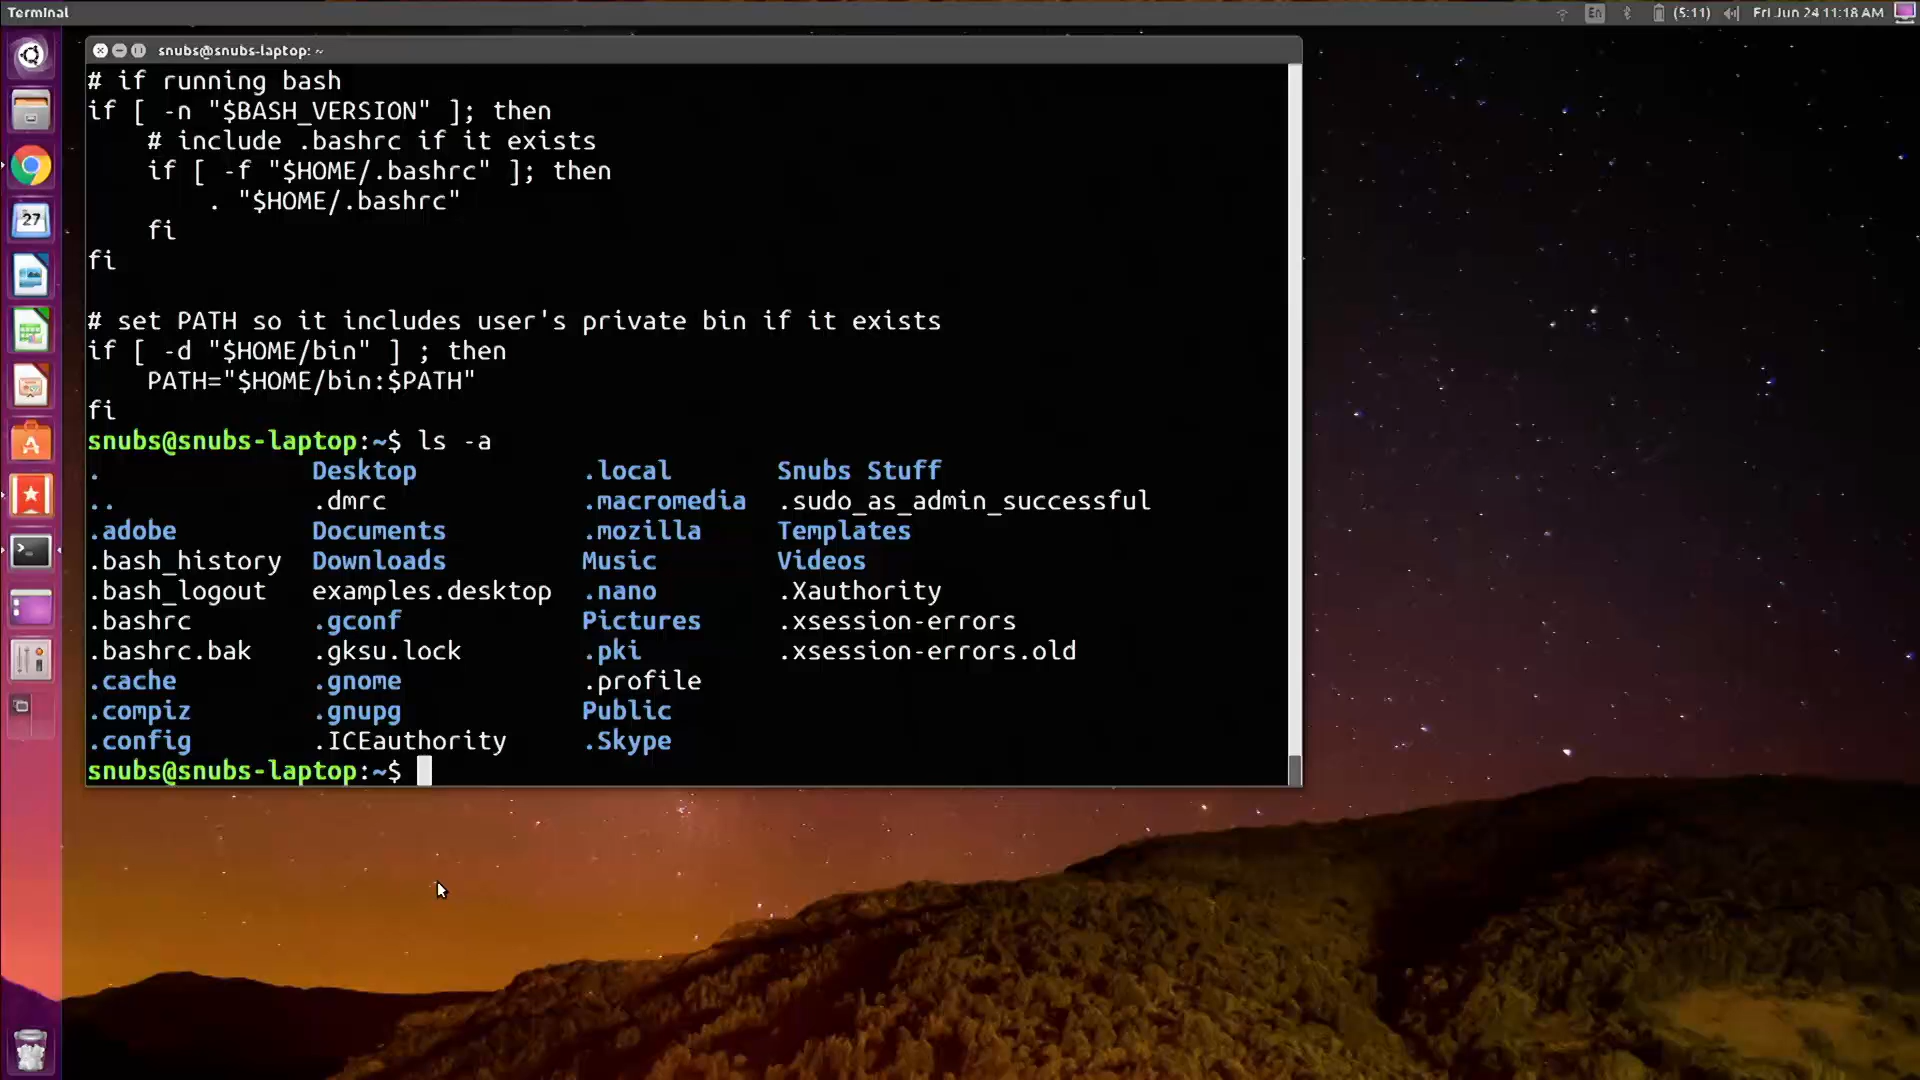 Terminal
En
(5:11)
Fri Jun 24 11:18 AM
snubs@snubs-laptop: ~
# if running bash
if [ -n "$BASH_VERSION" ]; then
    # include .bashrc if it exists
    if [ -f "$HOME/.bashrc" ]; then
        . "$HOME/.bashrc"
    fi
fi
# set PATH so it includes user's private bin if it exists
if [ -d "$HOME/bin" ] ; then
    PATH="$HOME/bin:$PATH"
fi
snubs@snubs-laptop:~$ ls -a
.              Desktop           .local       Snubs Stuff
..             .dmrc             .macromedia  .sudo_as_admin_successful
.adobe         Documents         .mozilla     Templates
.bash_history  Downloads         Music        Videos
.bash_logout   examples.desktop  .nano        .Xauthority
.bashrc        .gconf            Pictures     .xsession-errors
.bashrc.bak    .gksu.lock        .pki         .xsession-errors.old
.cache         .gnome            .profile
.compiz        .gnupg            Public
.config        .ICEauthority     .Skype
snubs@snubs-laptop:~$
27